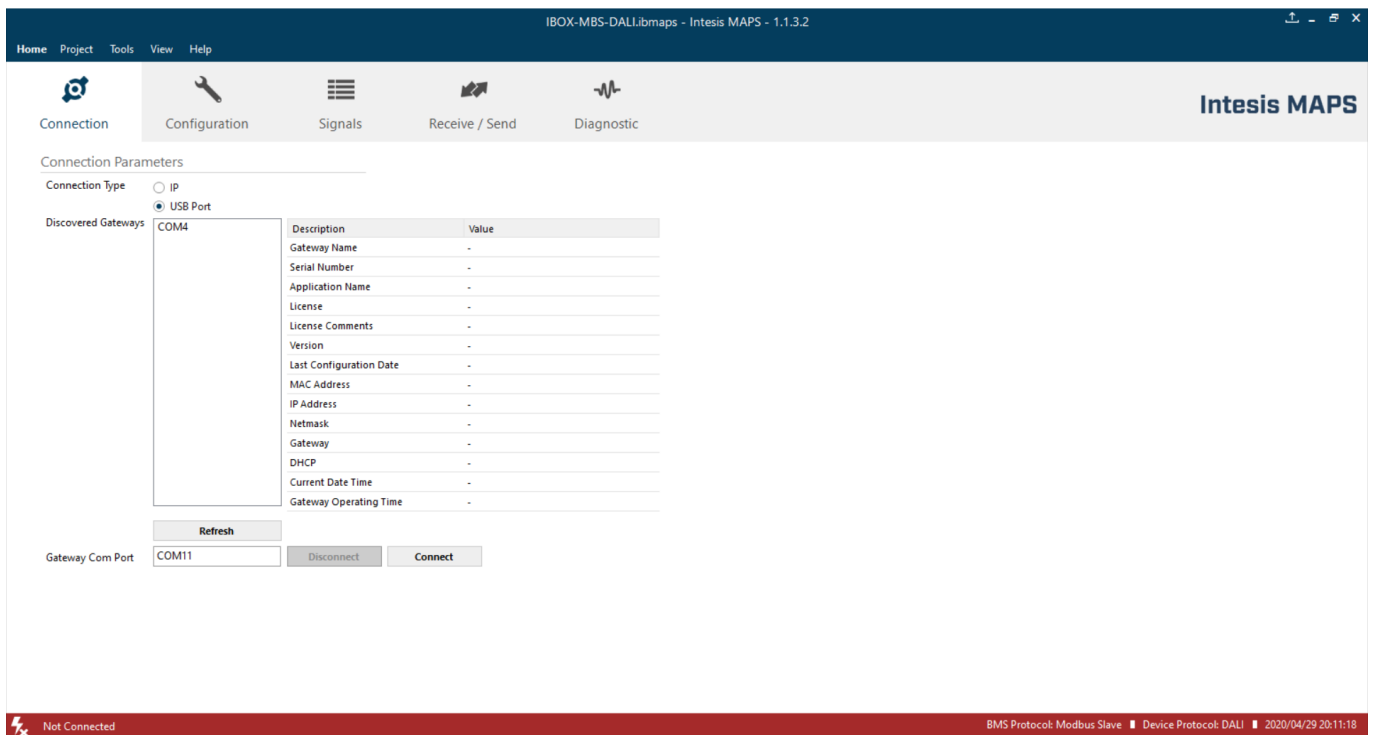 IBOX-MBS-DALI.ibmaps - Intesis MAPS - 1.1.3.2
Home Project Tools View Help
Connection Configuration Signals Receive / Send Diagnostic
Intesis MAPS
Connection Parameters
Connection Type
IP
USB Port
Discovered Gateways
COM4
Description Value
Gateway Name -
Serial Number -
Application Name -
License -
License Comments -
Version -
Last Configuration Date -
MAC Address -
IP Address -
Netmask -
Gateway -
DHCP -
Current Date Time -
Gateway Operating Time -
Refresh
Gateway Com Port COM11 Disconnect Connect
Not Connected
BMS Protocol: Modbus Slave Device Protocol: DALI 2020/04/29 20:11:18